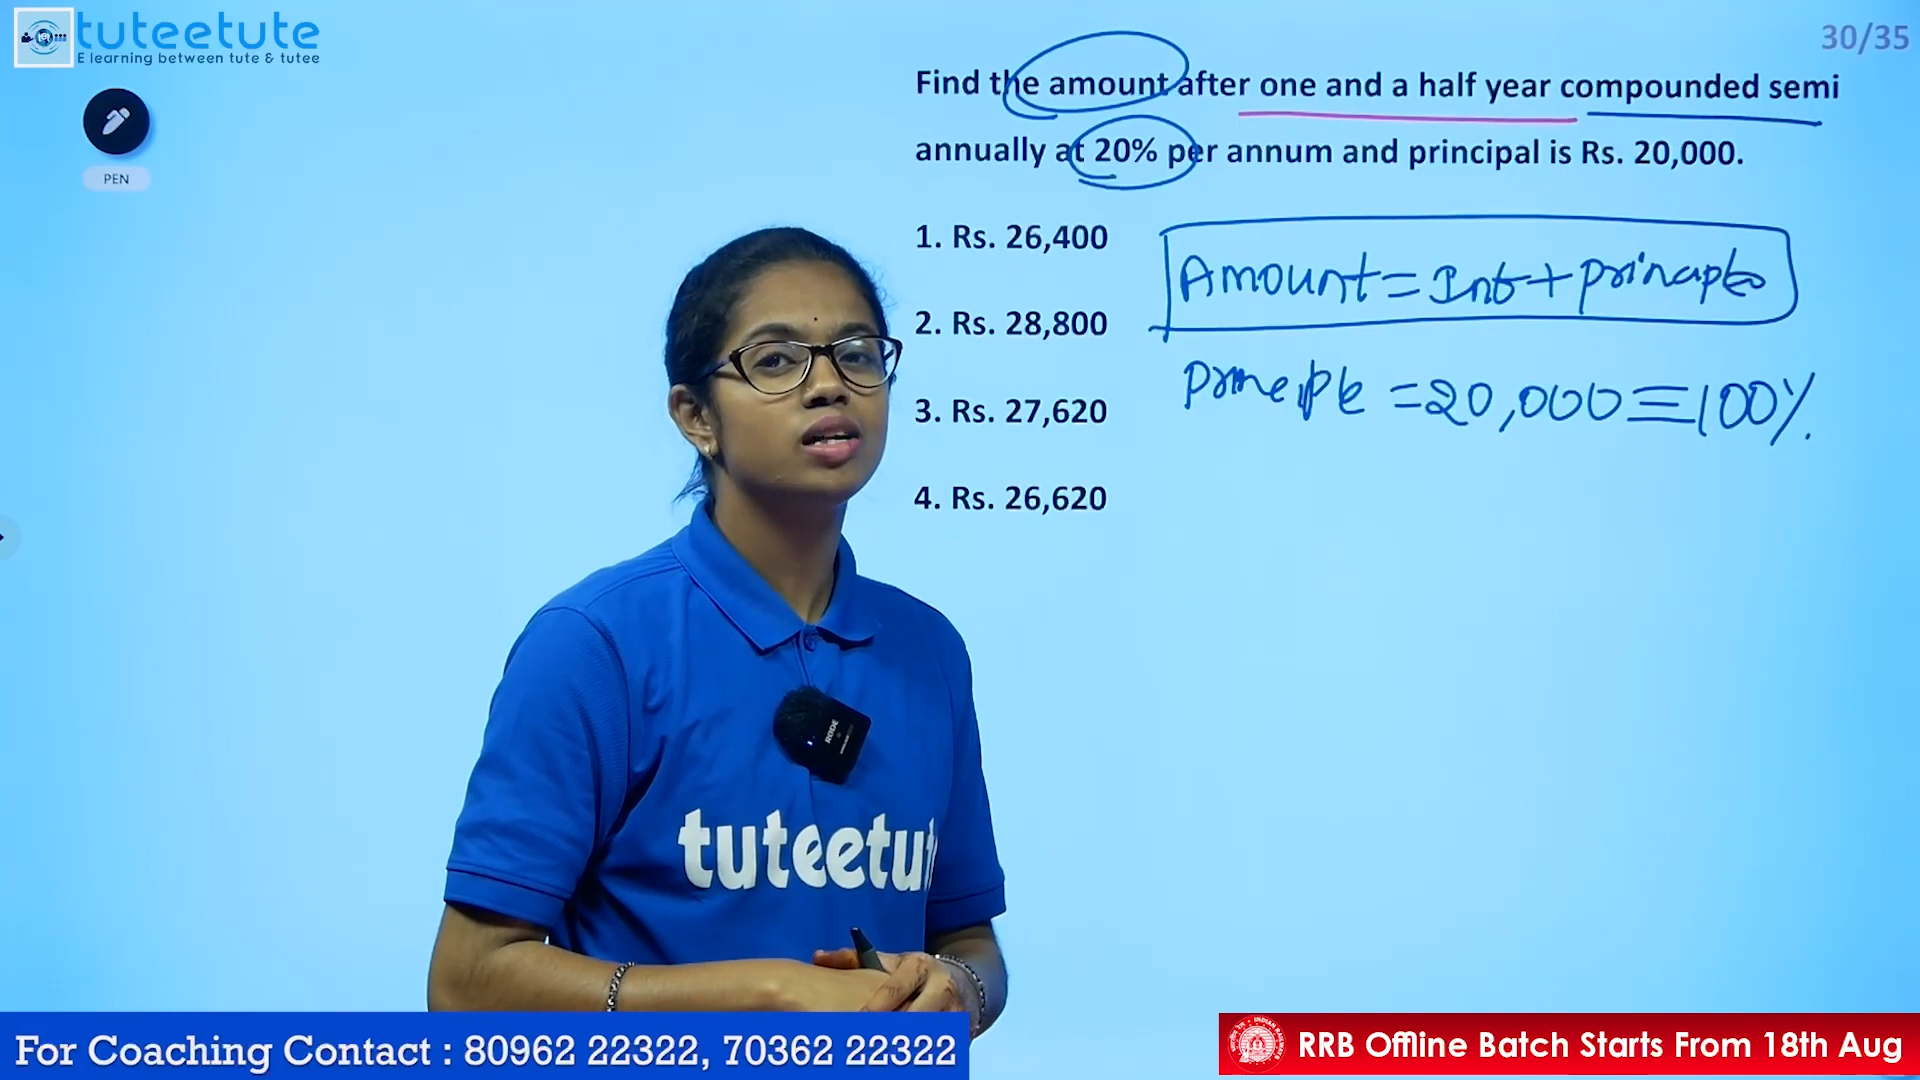 tuteetute
E learning between tute & tutee
30/35
PEN
Find the amount after one and a half year compounded semi
annually at 20% per annum and principal is Rs. 20,000.
1. Rs. 26,400
2. Rs. 28,800
3. Rs. 27,620
4. Rs. 26,620
Amount = Int + principle
principle = 20,000 ≡ 100%
RODE
tuteetut
For Coaching Contact : 80962 22322, 70362 22322
RRB Offline Batch Starts From 18th Aug